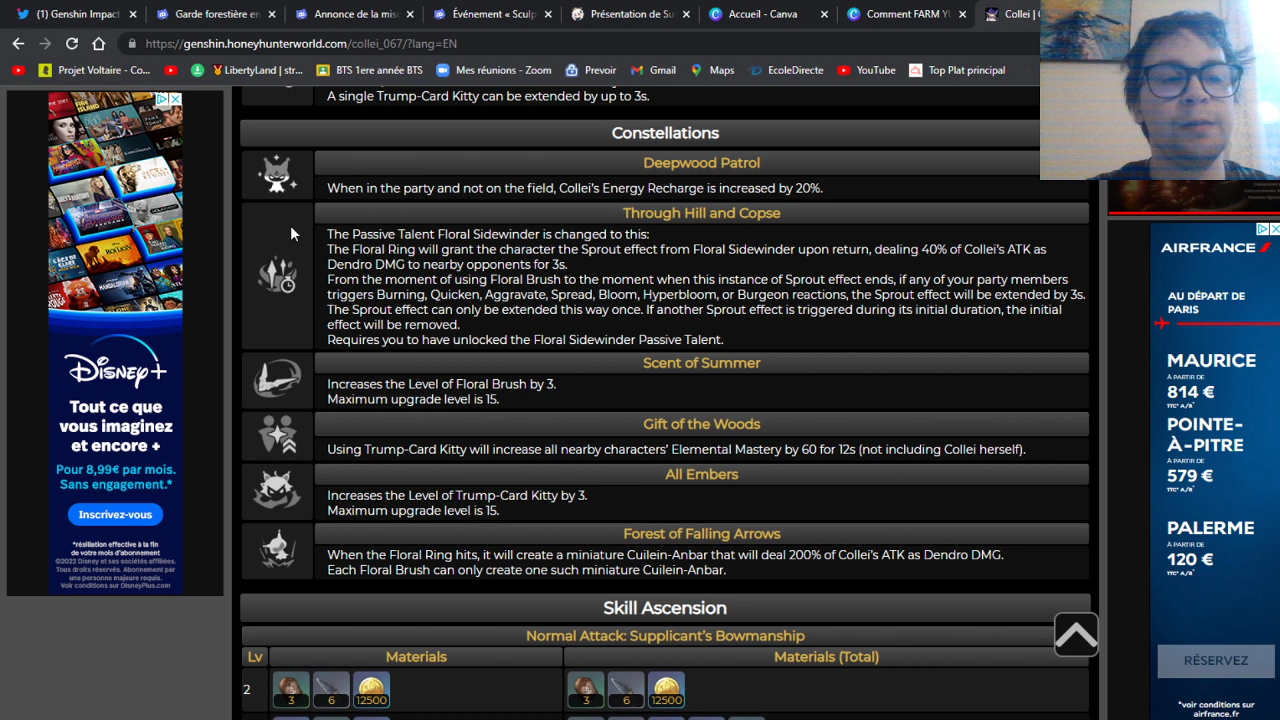 (1) Genshin Impact
Garde forestière en
Annonce de la mis
Événement « Sculp
Présentation de Su
Accueil - Canva
Comment FARM Y
Collei | 
https://genshin.honeyhunterworld.com/collei_067/?lang=EN
Projet Voltaire - Co...
LibertyLand | str...
BTS 1ere année SES
Mes réunions - Zoom
Prevoir
Gmail
Maps
EcoleDirecte
YouTube
Top Plat principal
A single Trump-Card Kitty can be extended by up to 3s.
Constellations
Deepwood Patrol
When in the party and not on the field, Collei's Energy Recharge is increased by 20%.
Through Hill and Copse
The Passive Talent Floral Sidewinder is changed to this:
The Floral Ring will grant the character the Sprout effect from Floral Sidewinder upon return, dealing 40% of Collei's ATK as
Dendro DMG to nearby opponents for 3s.
From the moment of using Floral Brush to the moment when this instance of Sprout effect ends, if any of your party members
triggers Burning, Quicken, Aggravate, Spread, Bloom, Hyperbloom, or Burgeon reactions, the Sprout effect will be extended by 3s.
The Sprout effect can only be extended this way once. If another Sprout effect is triggered during its initial duration, the initial
effect will be removed.
Requires you to have unlocked the Floral Sidewinder Passive Talent.
Scent of Summer
Increases the Level of Floral Brush by 3.
Maximum upgrade level is 15.
Gift of the Woods
Using Trump-Card Kitty will increase all nearby characters' Elemental Mastery by 60 for 12s (not including Collei herself).
All Embers
Increases the Level of Trump-Card Kitty by 3.
Maximum upgrade level is 15.
Forest of Falling Arrows
When the Floral Ring hits, it will create a miniature Cuilein-Anbar that will deal 200% of Collei's ATK as Dendro DMG.
Each Floral Brush can only create one such miniature Cuilein-Anbar.
Skill Ascension
Normal Attack: Supplicant's Bowmanship
Lv
Materials
Materials (Total)
2
3
6
12500
3
6
12500
Disney+
Tout ce que
vous imaginez
et encore +
Pour 8,99€ par mois.
Sans engagement.*
Inscrivez-vous
*résiliation effective à la fin
de votre mois d'abonnement
©2022 Disney et ses sociétés affiliées.
Tous droits réservés. Abonnement par
une personne majeure requis.
Voir conditions sur DisneyPlus.com
AIRFRANCE
AU DÉPART DE
PARIS
MAURICE
À PARTIR DE
814 €
TTC* A/R*
POINTE-
À-PITRE
À PARTIR DE
579 €
TTC* A/R*
PALERME
À PARTIR DE
120 €
TTC* A/R*
RÉSERVEZ
*voir conditions sur
airfrance.fr